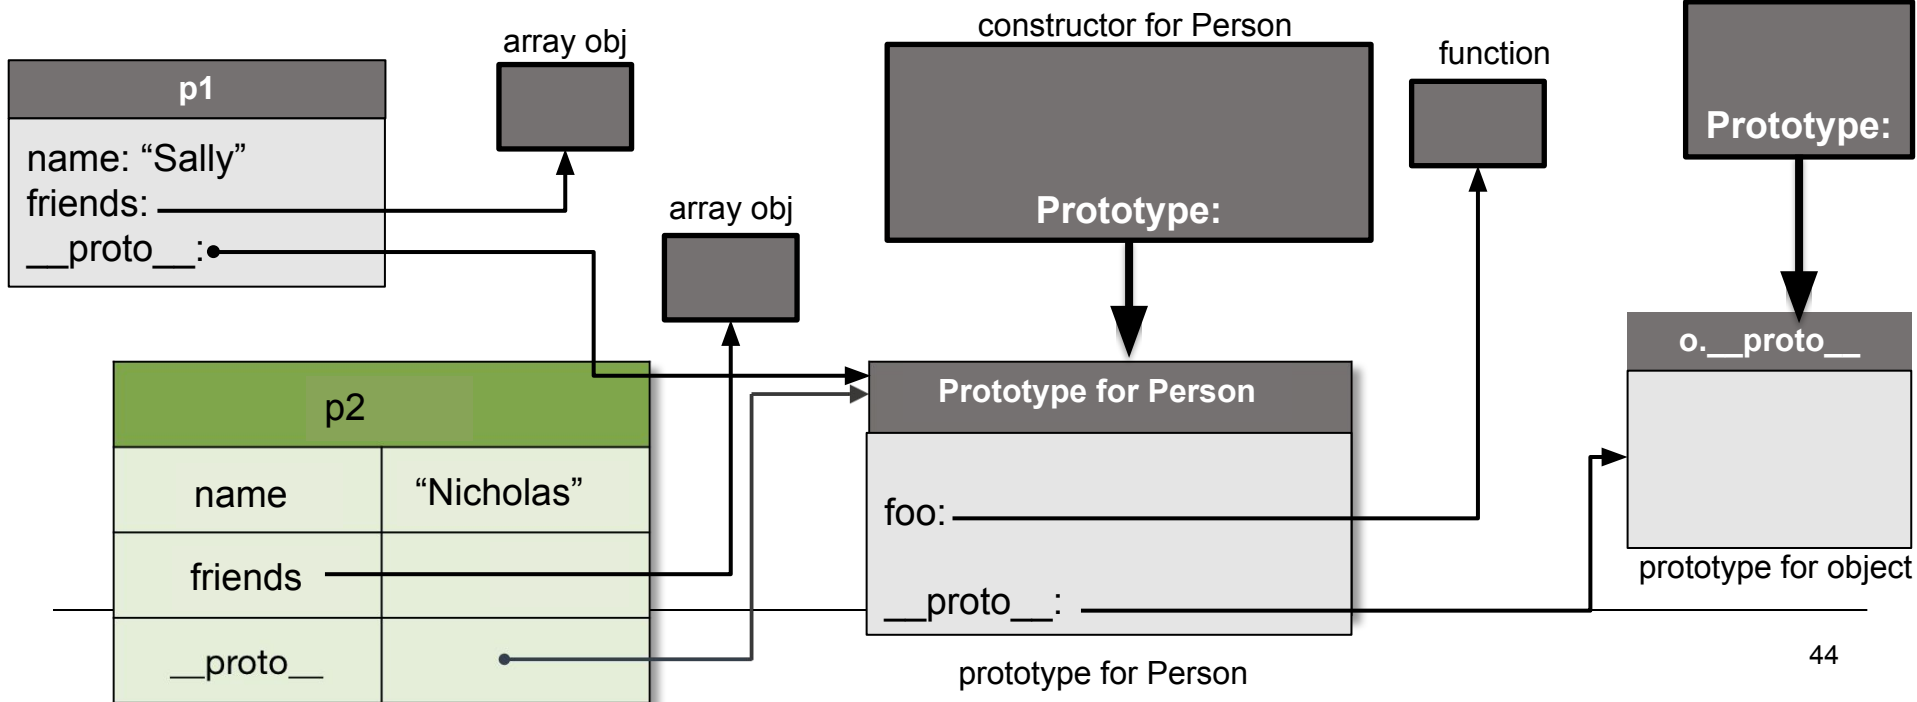 constructor for Person
array obj
function
p1
Prototype:
name: “Sally”
friends:
__proto__:
array obj
Prototype:
o.__proto__
Prototype for Person
p2
name
“Nicholas”
foo:
prototype for object
friends
__proto__:
__proto__
prototype for Person
44